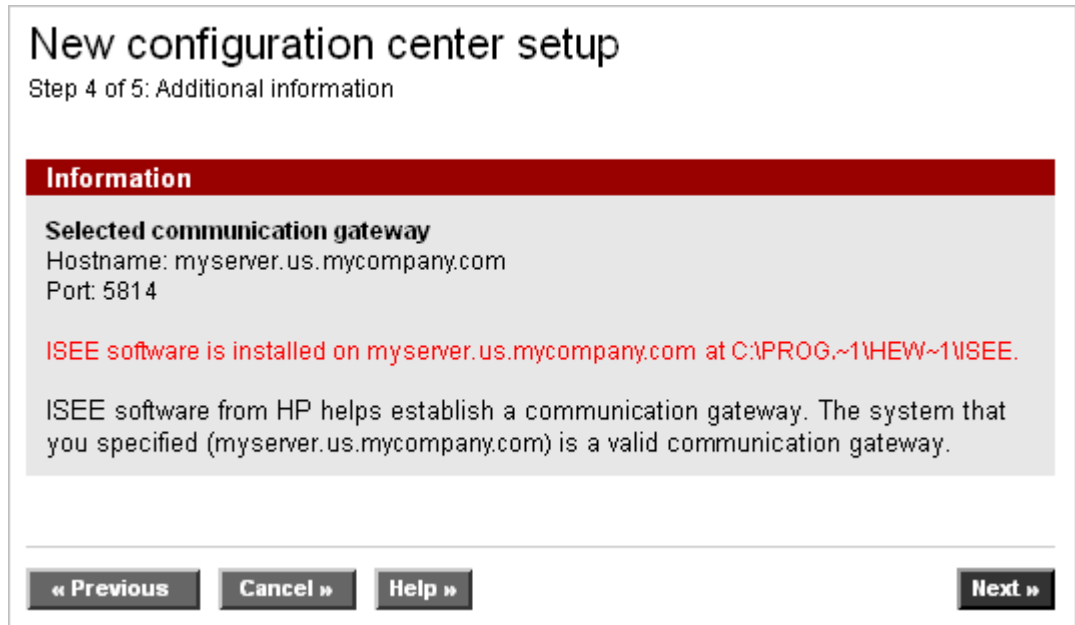 New configuration center setup
Step 4 of 5: Additional information
Information
Selected communication gateway
Hostname: myserver.us.mycompany.com
Port: 5814
ISEE software is installed on myserver.us.mycompany.com at C:\PROG.~1\HEW~1\ISEE.
ISEE software from HP helps establish a communication gateway. The system that
you specified (myserver.us.mycompany.com) is a valid communication gateway.
« Previous Cancel » Help » Next »